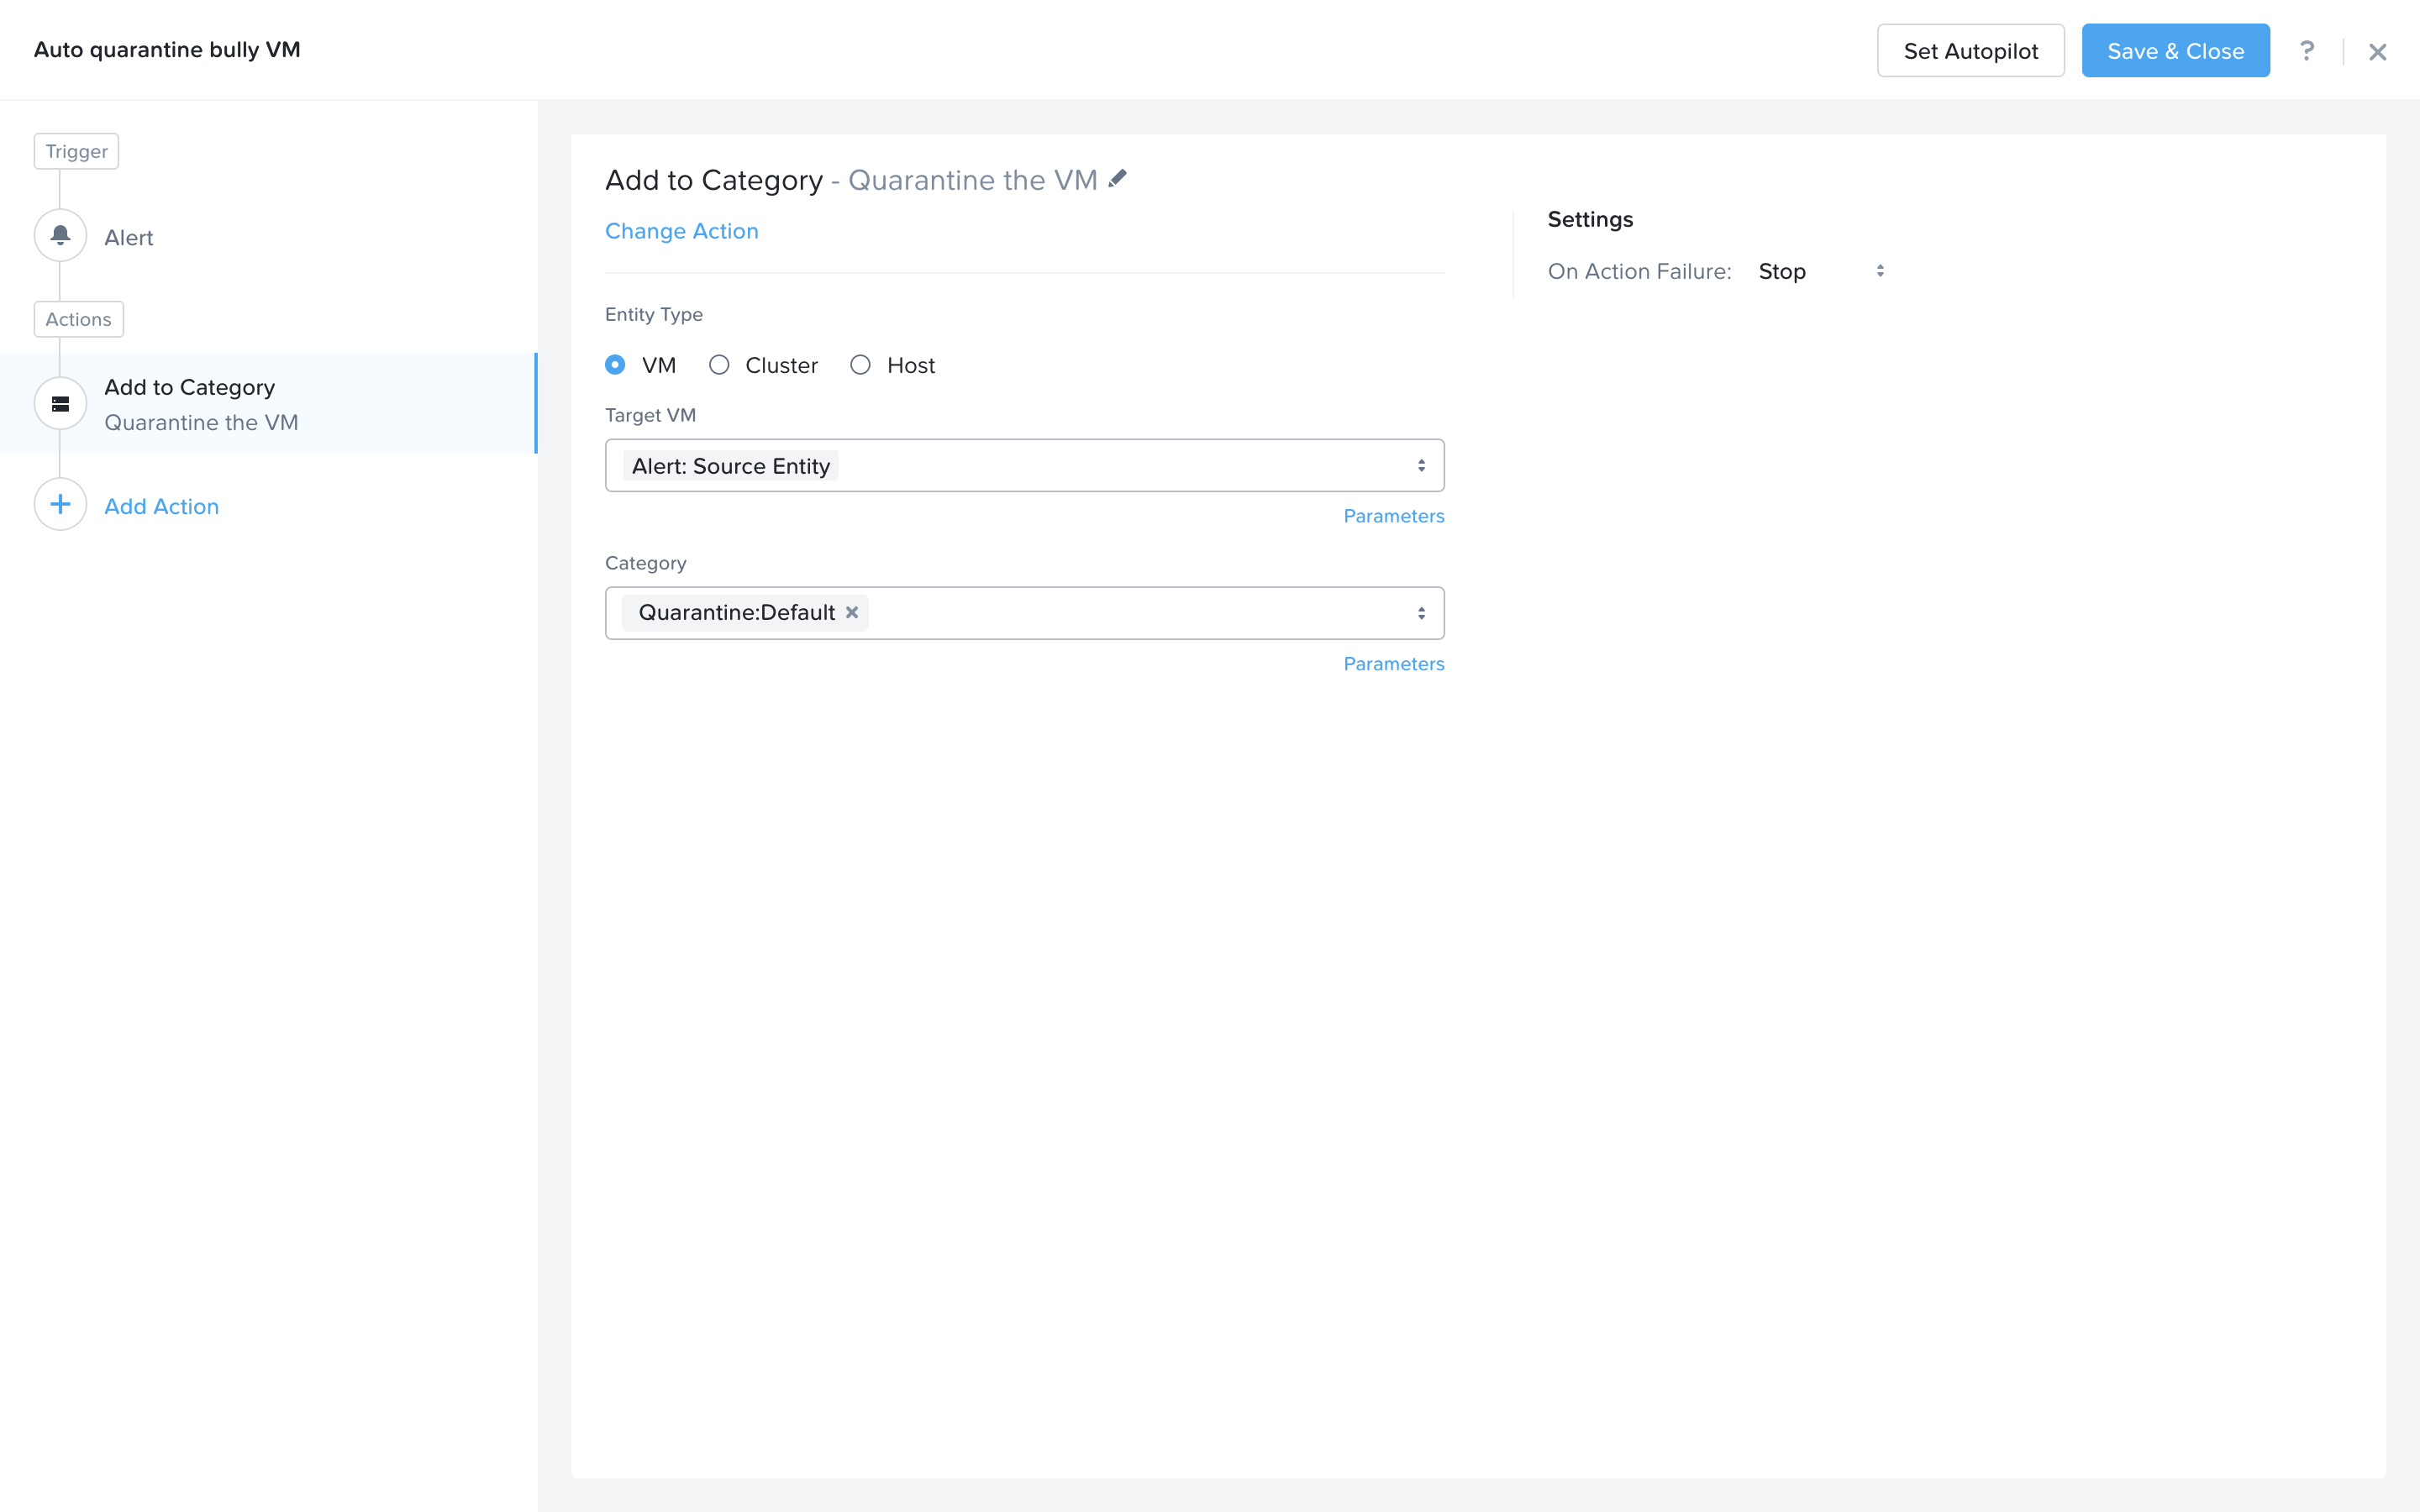 Auto quarantine bully VM
Set Autopilot
Save & Close
?
Trigger
Alert
Actions
Add to Category
Quarantine the VM
Add Action
Add to Category - Quarantine the VM
Change Action
Entity Type
VM Cluster Host
Target VM
Alert: Source Entity
Parameters
Category
Quarantine:Default
Parameters
Settings
On Action Failure: Stop